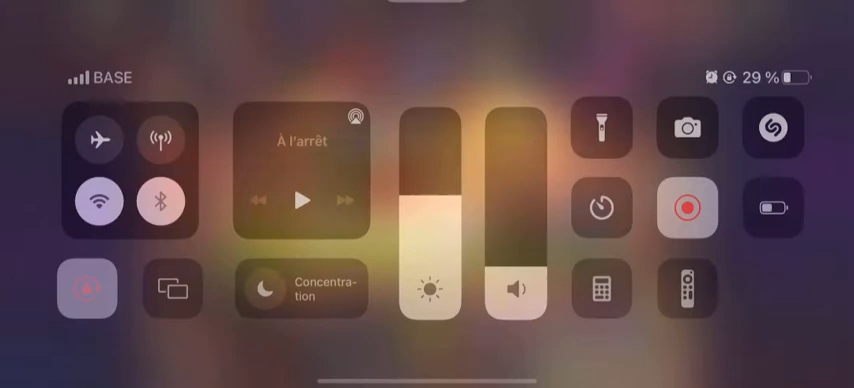 BASE
29 %
À l'arrêt
Concentra-
tion